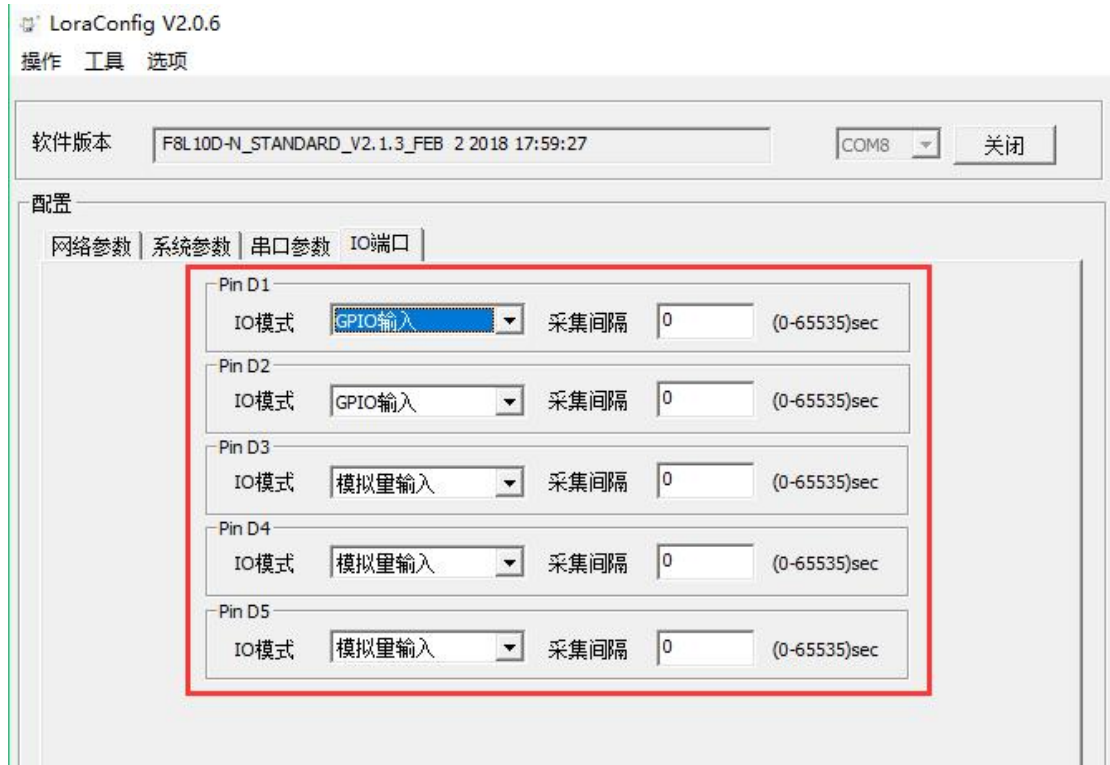 LoraConfig V2.0.6
操作 工具 选项
软件版本 F8L10D-N_STANDARD_V2.1.3_FEB 2 2018 17:59:27 COM8 关闭
配置
网络参数 系统参数 串口参数 IO端口
Pin D1
IO模式 GPIO输入 采集间隔 0 (0-65535)sec
Pin D2
IO模式 GPIO输入 采集间隔 0 (0-65535)sec
Pin D3
IO模式 模拟里输入 采集间隔 0 (0-65535)sec
Pin D4
IO模式 模拟里输入 采集间隔 0 (0-65535)sec
Pin D5
IO模式 模拟里输入 采集间隔 0 (0-65535)sec